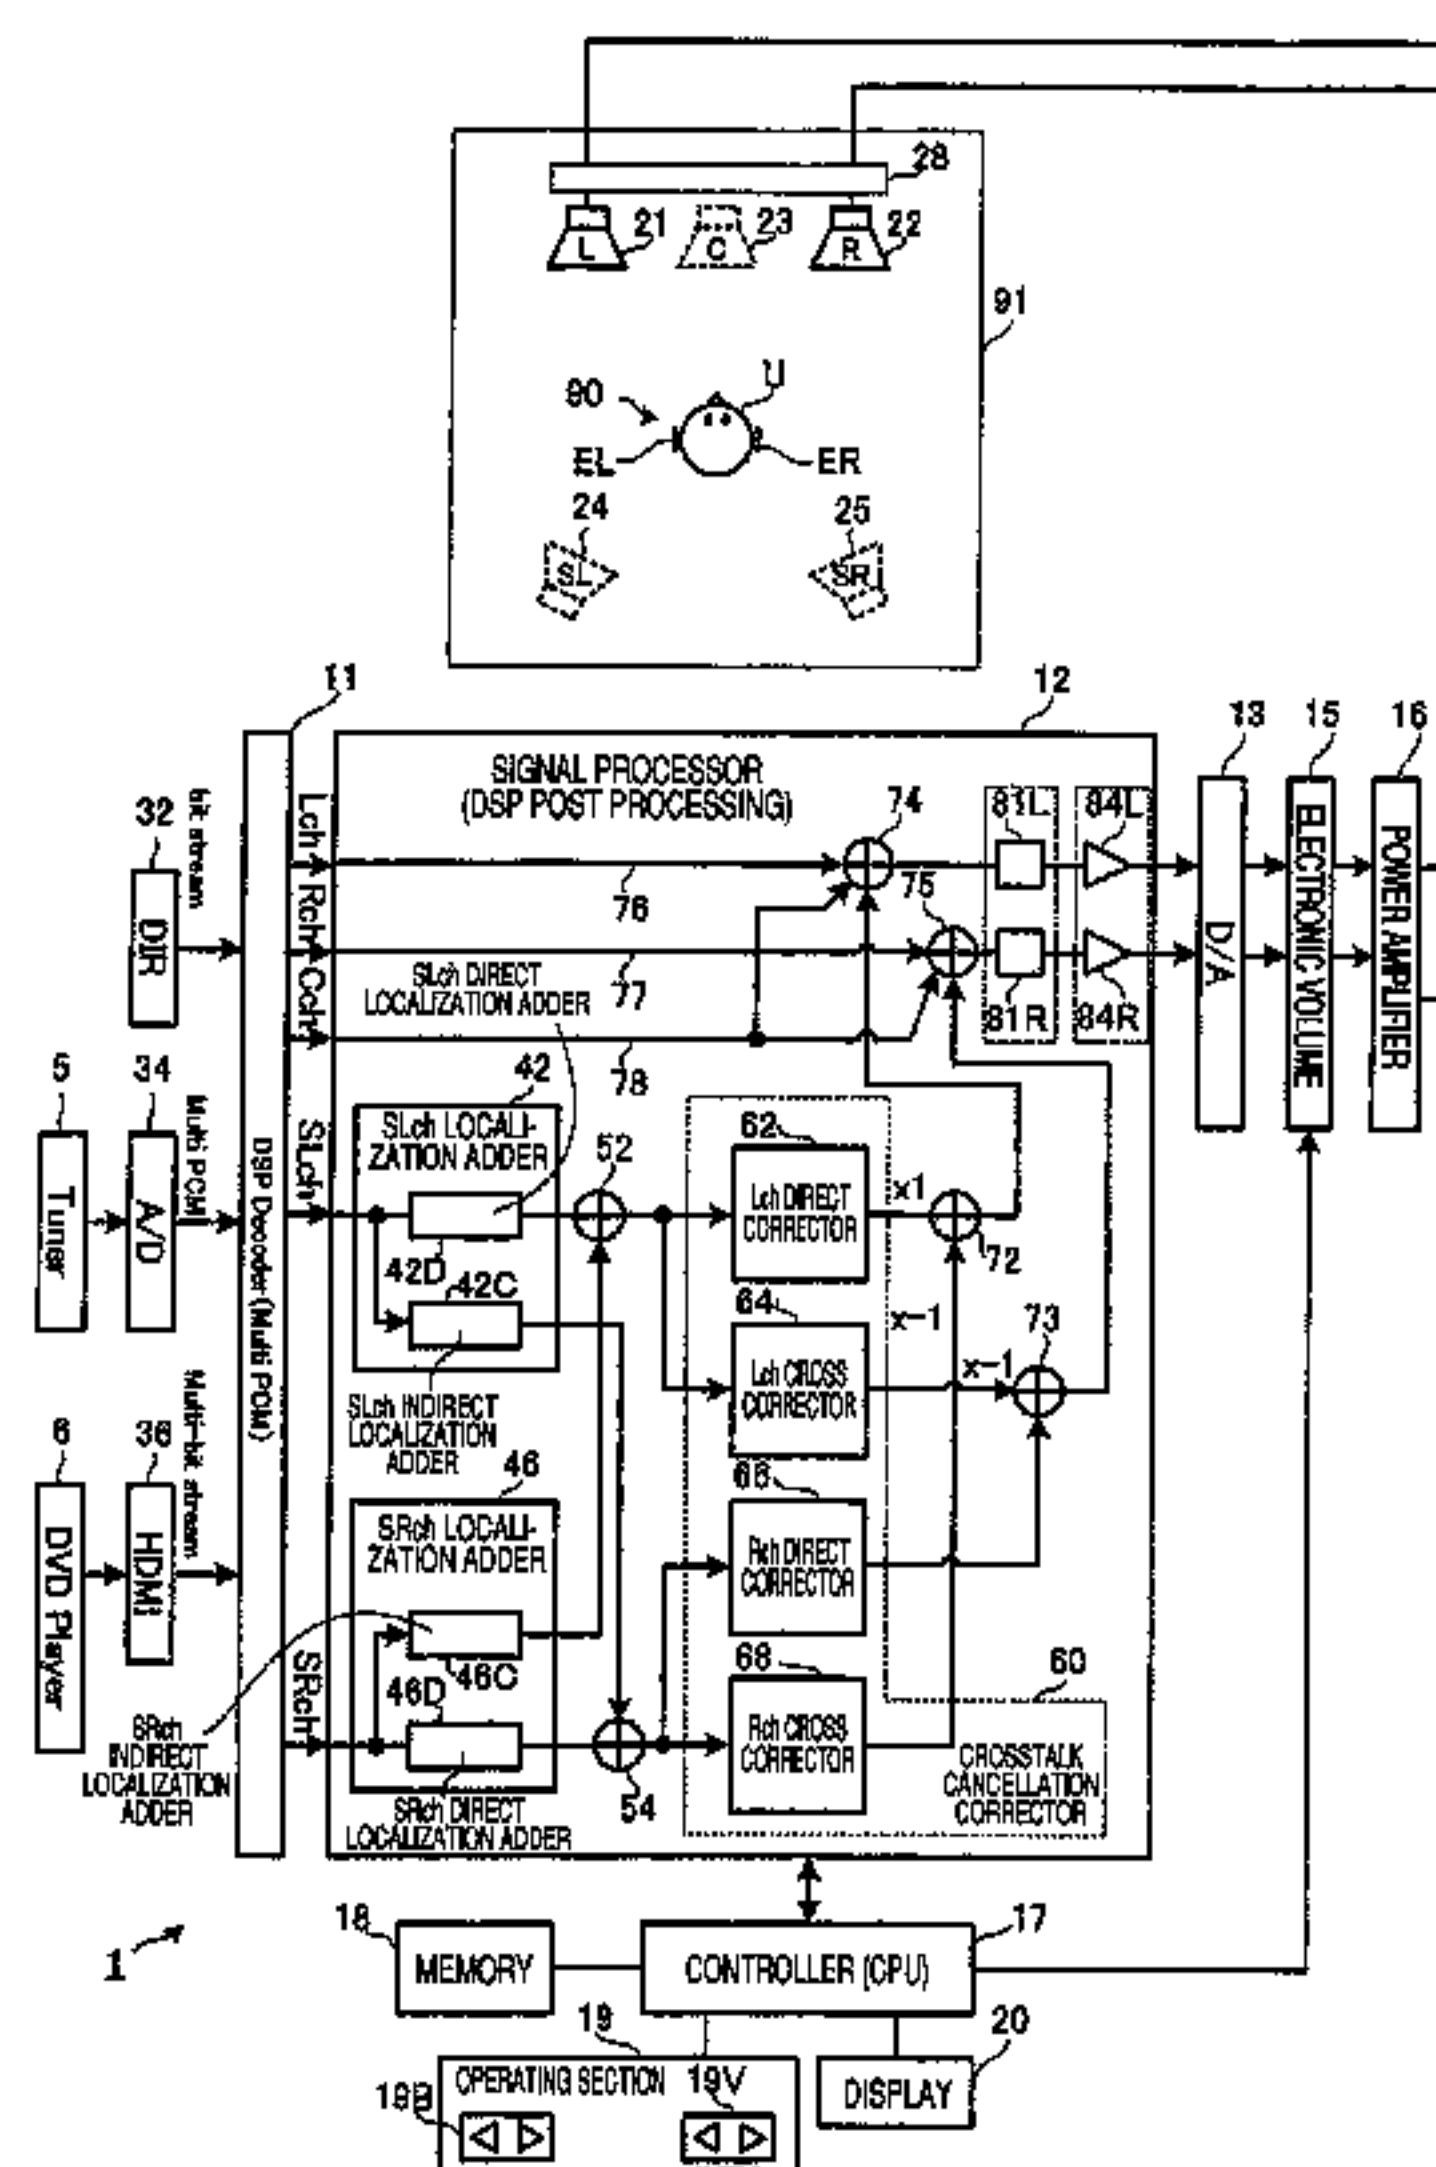 28
21
23
22
L
C
R
91
U
90
EL
ER
24
25
SL
SR
11
12
13
15
16
SIGNAL PROCESSOR
(DSP POST PROCESSING)
32
bit stream
DIR
Lch
Rch
Cch
74
81L
84L
76
75
77
SLch DIRECT
LOCALIZATION ADDER
81R
84R
D/A
ELECTRONIC VOLUME
POWER AMPLIFIER
78
5
34
Multi PCM
Tuner
A/D
DSP Decoder (Multi PCM)
SLch
42
SLch LOCALI-
ZATION ADDER
52
62
Lch DIRECT
CORRECTOR
x1
72
42D
42C
64
x-1
73
Lch CROSS
CORRECTOR
x-1
SLch INDIRECT
LOCALIZATION
ADDER
6
36
Multi-bit stream
DVD Player
HDMI
46
SRch LOCALI-
ZATION ADDER
66
Rch DIRECT
CORRECTOR
SRch
46C
46D
68
60
Rch CROSS
CORRECTOR
SRch
INDIRECT
LOCALIZATION
ADDER
54
CROSSTALK
CANCELLATION
CORRECTOR
SRch DIRECT
LOCALIZATION ADDER
1
18
17
MEMORY
CONTROLLER (CPU)
19
20
OPERATING SECTION
19V
19B
DISPLAY